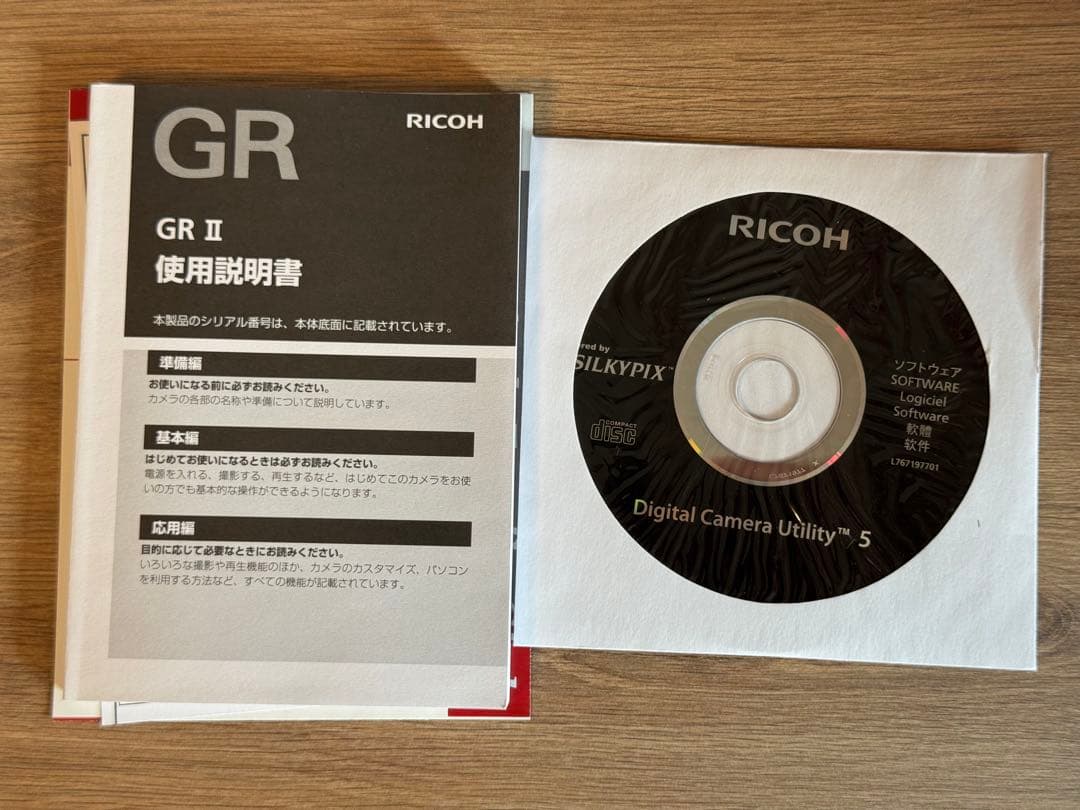 GR
RICOH
GR Ⅱ
使用説明書
本製品のシリアル番号は、本体底面に記載されています。
準備編
お使いになる前に必ずお読みください。
カメラの各部の名称や準備について説明しています。
基本編
はじめてお使いになるときは必ずお読みください。
電源を入れる、撮影する、再生するなど、はじめてこのカメラをお使
いの方でも基本的な操作ができるようになります。
応用編
目的に応じて必要なときにお読みください。
いろいろな撮影や再生機能のほか、カメラのカスタマイズ、パソコン
を利用する方法など、すべての機能が記載されています。
RICOH
red by
SILKYPIX™
COMPACT
disc
ソフトウェア
SOFTWARE
Logiciel
Software
軟體
软件
L767197701
Digital Camera Utility™ 5